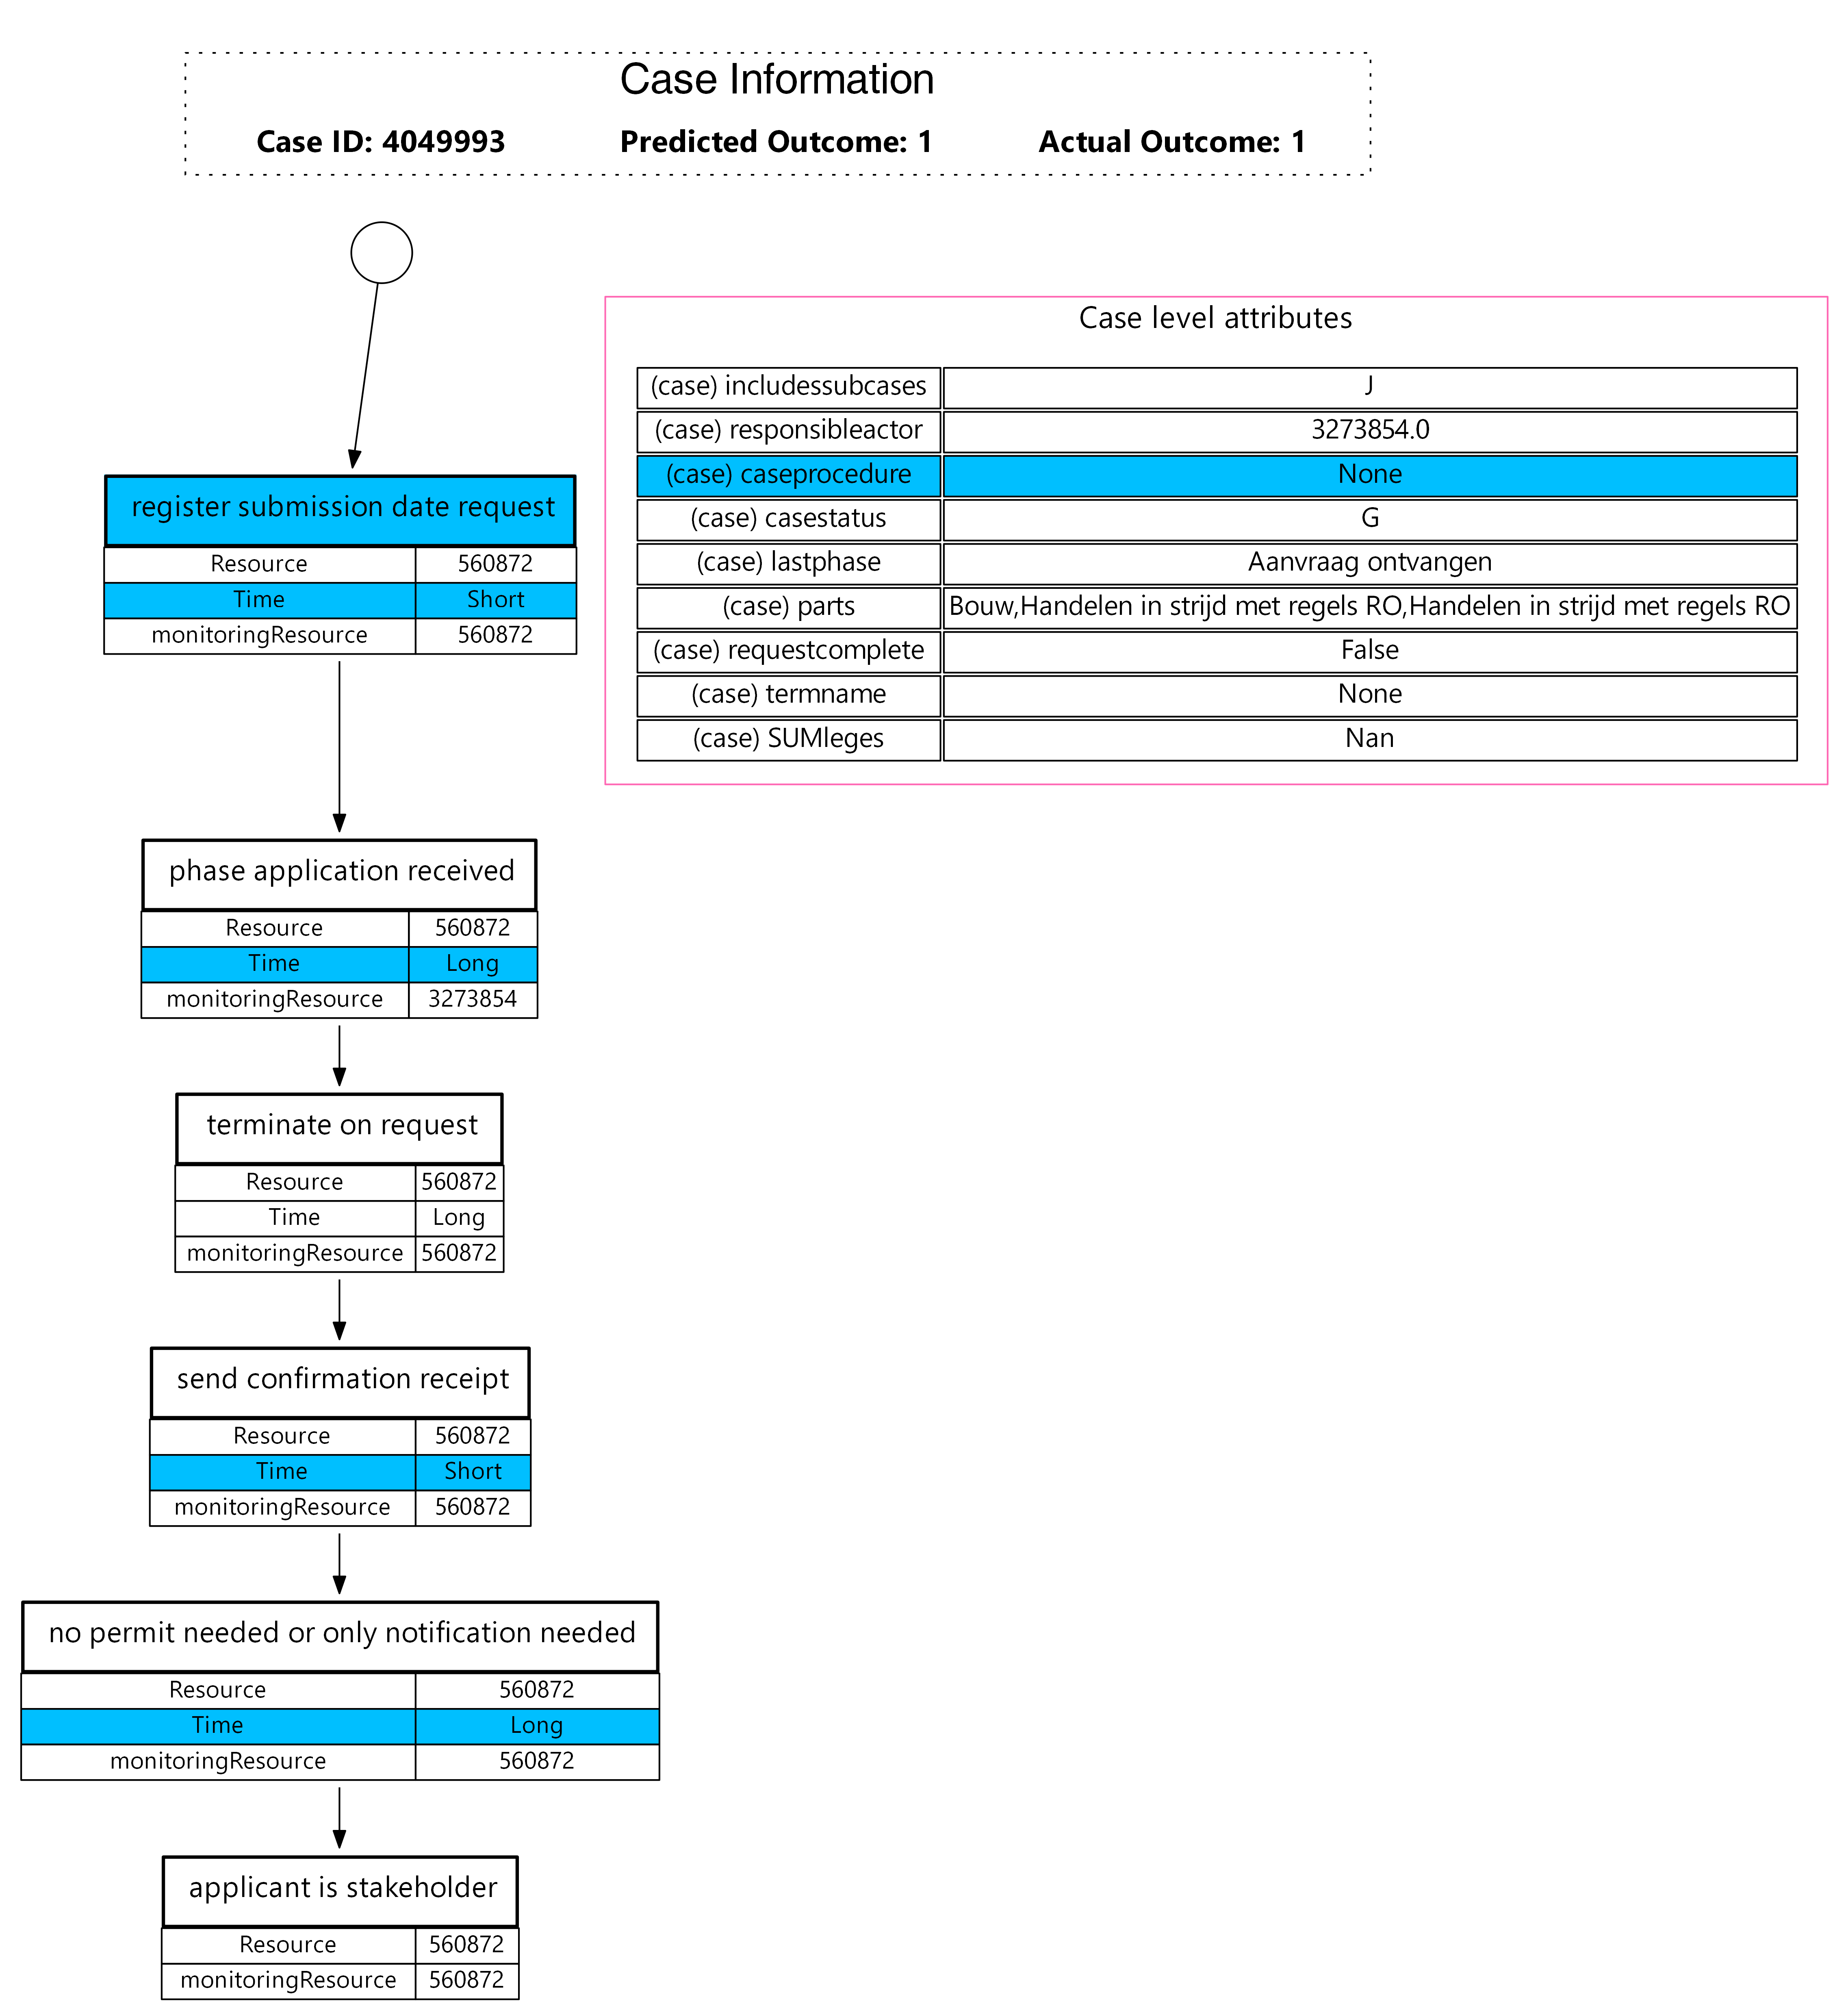 Case Information
Case ID: 4049993 Predicted Outcome: 1 Actual Outcome: 1
Case level attributes
(case) includessubcases J
(case) responsibleactor 3273854.0
(case) caseprocedure None
(case) casestatus G
(case) lastphase Aanvraag ontvangen
(case) parts Bouw,Handelen in strijd met regels RO,Handelen in strijd met regels RO
(case) requestcomplete False
(case) termname None
(case) SUMleges Nan
register submission date request
Resource 560872
Time Short
monitoringResource 560872
phase application received
Resource 560872
Time Long
monitoringResource 3273854
terminate on request
Resource 560872
Time Long
monitoringResource 560872
send confirmation receipt
Resource 560872
Time Short
monitoringResource 560872
no permit needed or only notification needed
Resource 560872
Time Long
monitoringResource 560872
applicant is stakeholder
Resource 560872
monitoringResource 560872